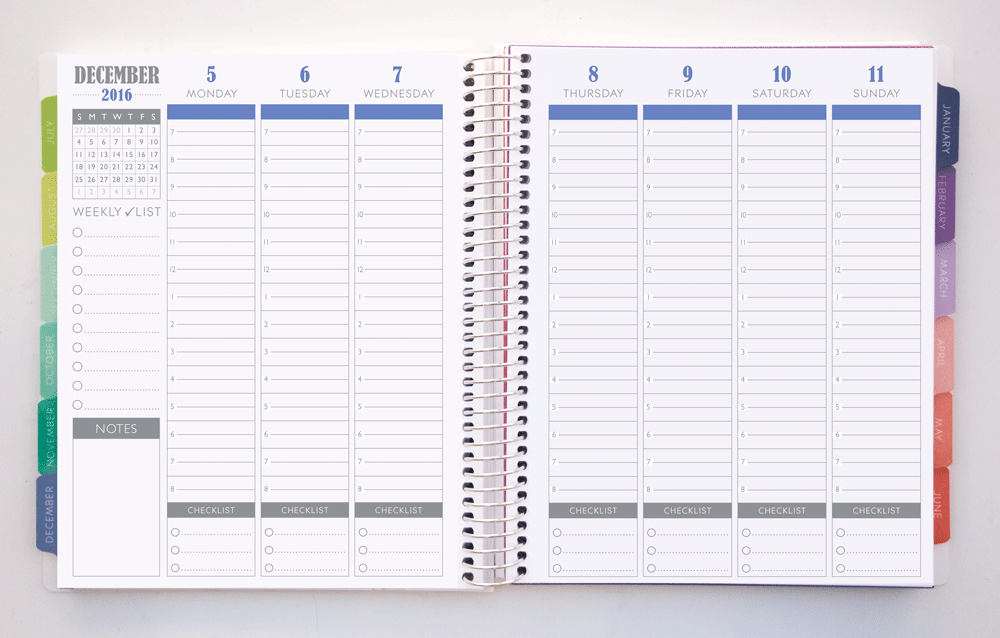 DECEMBER
2016
S M T W T F S
27 28 29 30 1 2 3
4 5 6 7 8 9 10
11 12 13 14 15 16 17
18 19 20 21 22 23 24
25 26 27 28 29 30 31
1 2 3 4 5 6 7
WEEKLY ✓LIST
NOTES
5
MONDAY
7
8
9
10
11
12
1
2
3
4
5
6
7
8
CHECKLIST
6
TUESDAY
7
8
9
10
11
12
1
2
3
4
5
6
7
8
CHECKLIST
7
WEDNESDAY
7
8
9
10
11
12
1
2
3
4
5
6
7
8
CHECKLIST
8
THURSDAY
7
8
9
10
11
12
1
2
3
4
5
6
7
8
CHECKLIST
9
FRIDAY
7
8
9
10
11
12
1
2
3
4
5
6
7
8
CHECKLIST
10
SATURDAY
7
8
9
10
11
12
1
2
3
4
5
6
7
8
CHECKLIST
11
SUNDAY
7
8
9
10
11
12
1
2
3
4
5
6
7
8
CHECKLIST
JULY
AUGUST
SEPTEMBER
OCTOBER
NOVEMBER
DECEMBER
JANUARY
FEBRUARY
MARCH
APRIL
MAY
JUNE